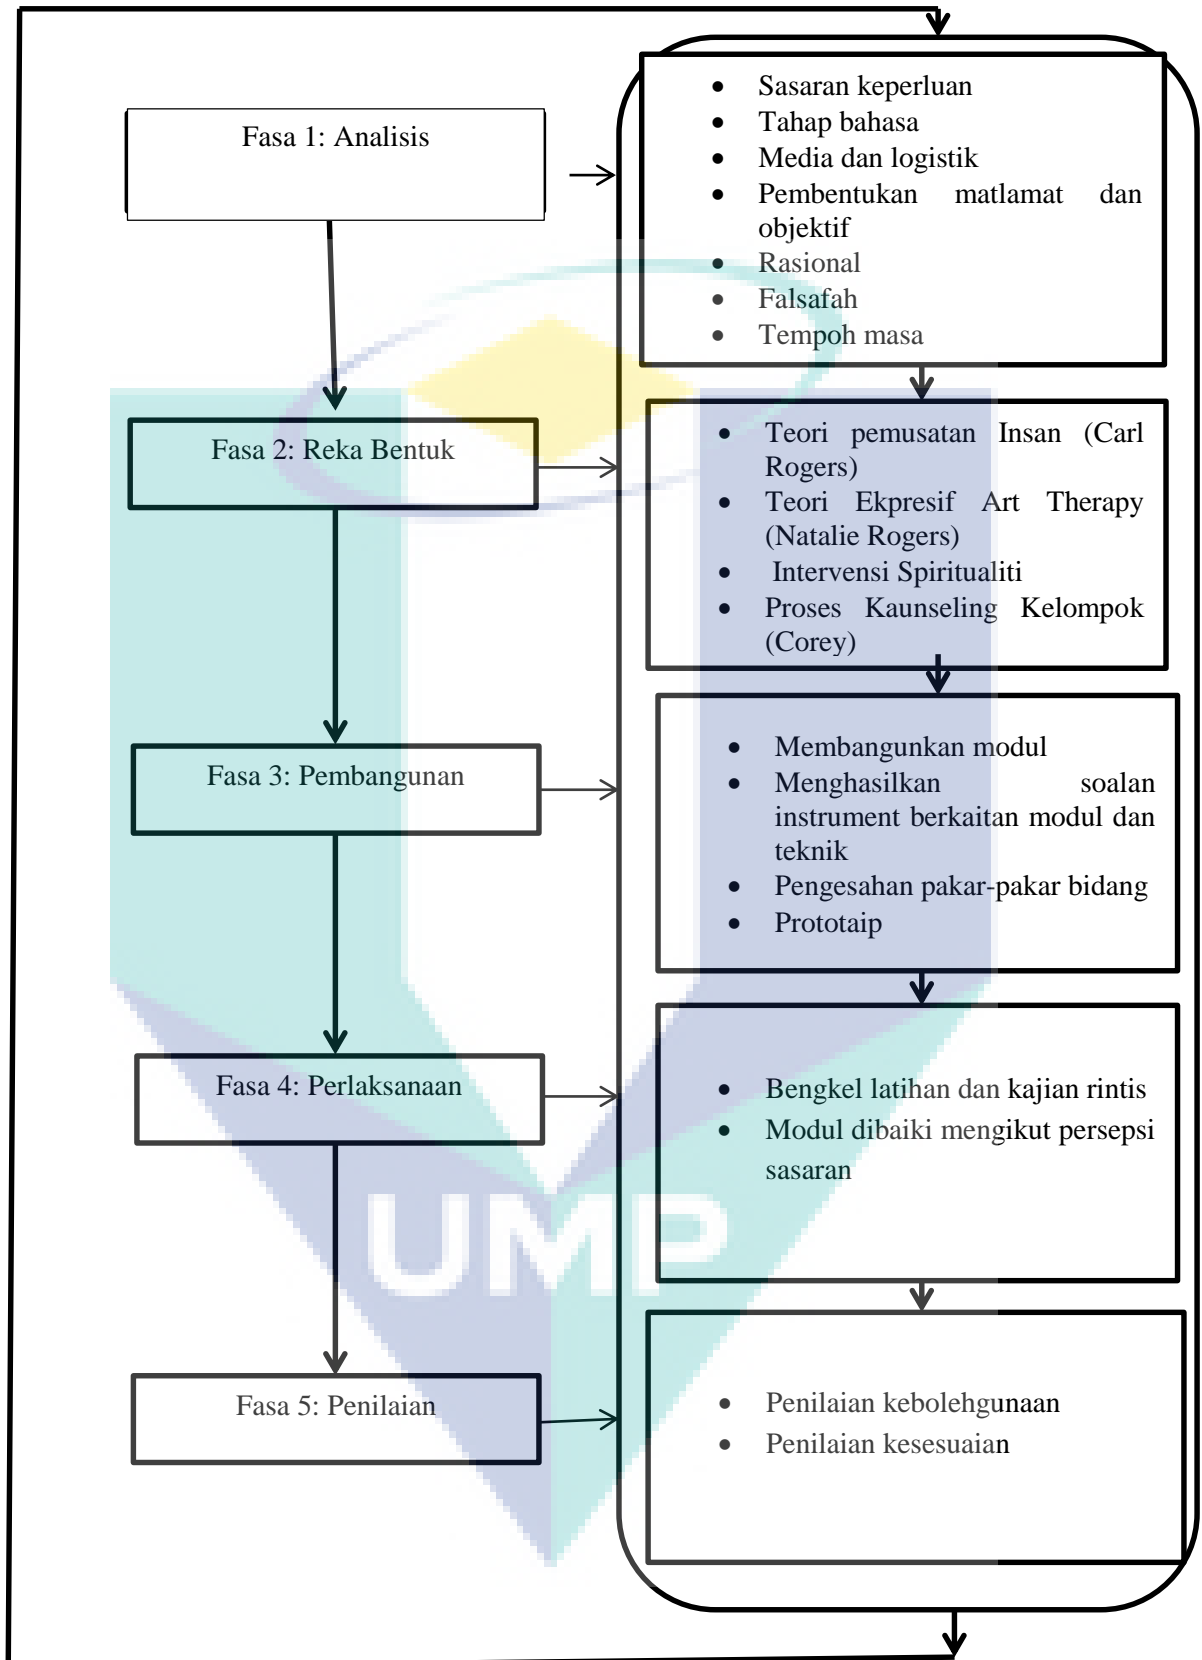 Fasa 1: Analisis
• Sasaran keperluan
• Tahap bahasa
• Media dan logistik
• Pembentukan matlamat dan
objektif
• Rasional
• Falsafah
• Tempoh masa
Fasa 2: Reka Bentuk
• Teori pemusatan Insan (Carl
Rogers)
• Teori Ekpresif Art Therapy
(Natalie Rogers)
• Intervensi Spiritualiti
• Proses Kaunseling Kelompok
(Corey)
Fasa 3: Pembangunan
• Membangunkan modul
• Menghasilkan soalan
instrument berkaitan modul dan
teknik
• Pengesahan pakar-pakar bidang
• Prototaip
Fasa 4: Perlaksanaan
• Bengkel latihan dan kajian rintis
• Modul dibaiki mengikut persepsi
sasaran
UMP
Fasa 5: Penilaian
• Penilaian kebolehgunaan
• Penilaian kesesuaian